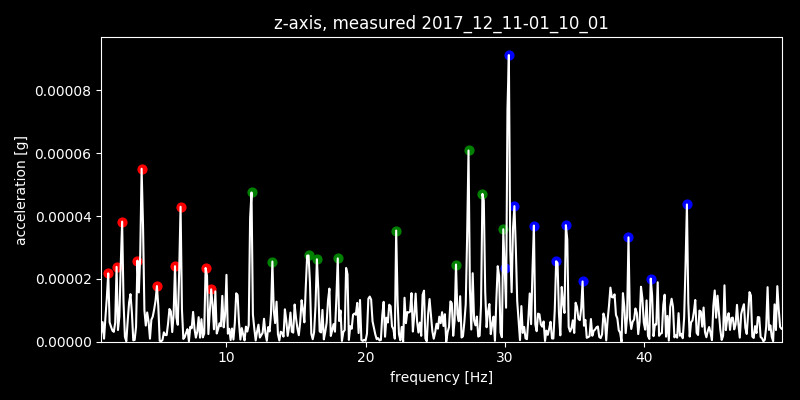 z-axis, measured 2017_12_11-01_10_01
0.00008
0.00006
0.00004
0.00002
0.00000
acceleration [g]
10 20 30 40
frequency [Hz]